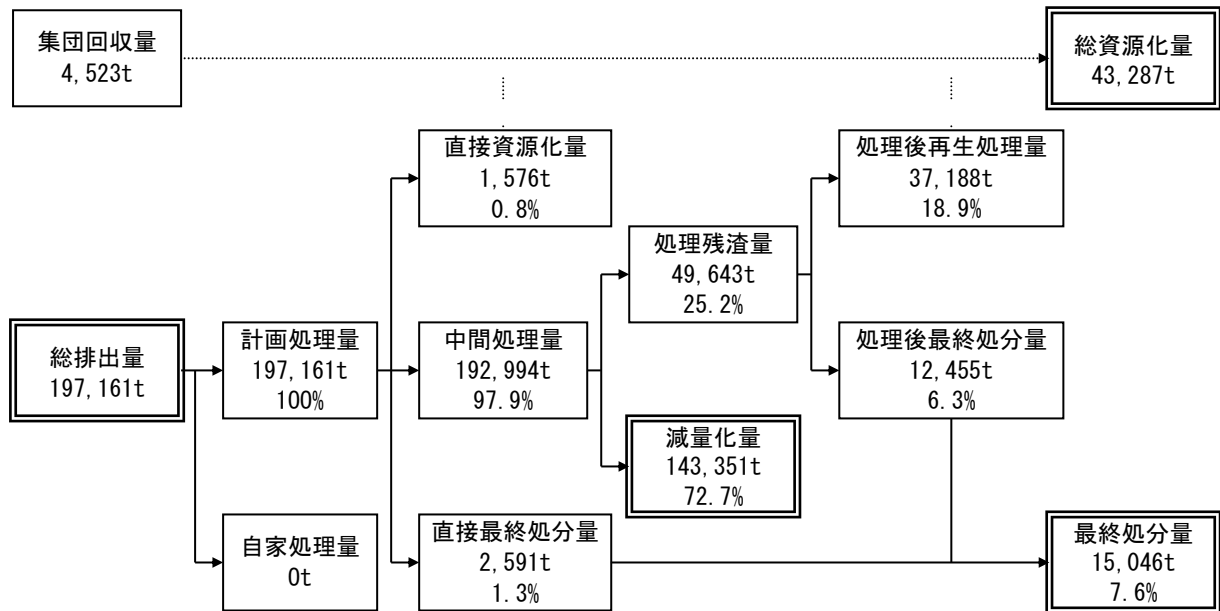 集団回収量
4,523t
総資源化量
43,287t
直接資源化量
1,576t
0.8%
処理後再生処理量
37,188t
18.9%
処理残渣量
49,643t
25.2%
総排出量
197,161t
計画処理量
197,161t
100%
中間処理量
192,994t
97.9%
処理後最終処分量
12,455t
6.3%
減量化量
143,351t
72.7%
自家処理量
0t
直接最終処分量
2,591t
1.3%
最終処分量
15,046t
7.6%